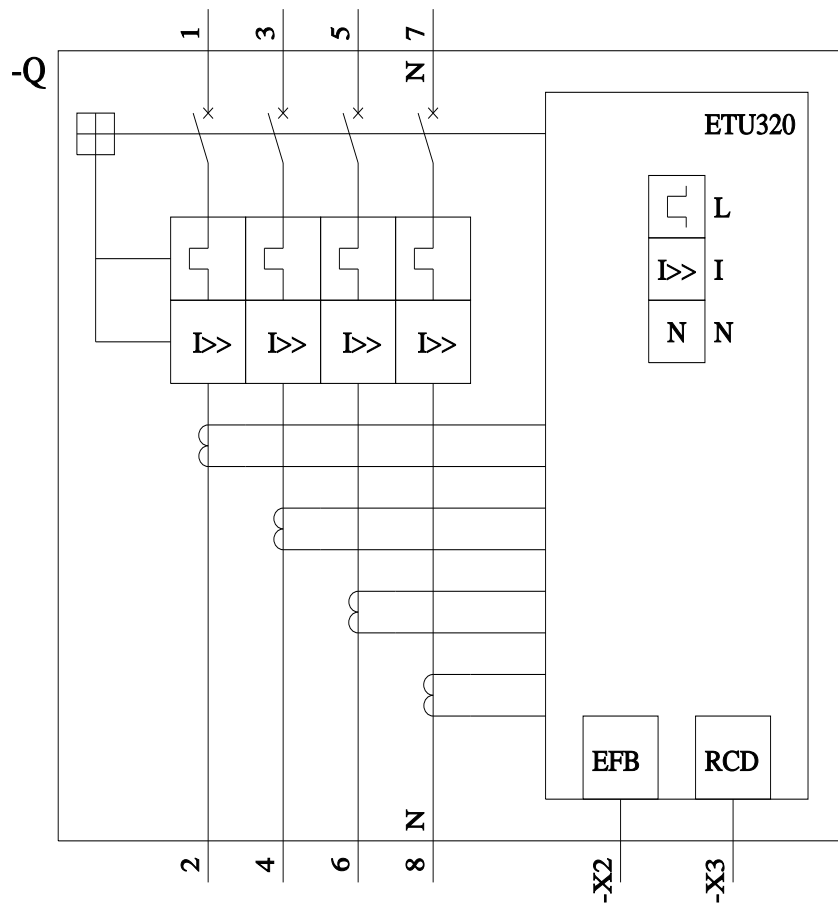 1 3 5 7
-Q
N
ETU320
L
I>> I
N N
I>> I>> I>> I>>
EFB RCD
N
2 4 6 8 -X2 -X3